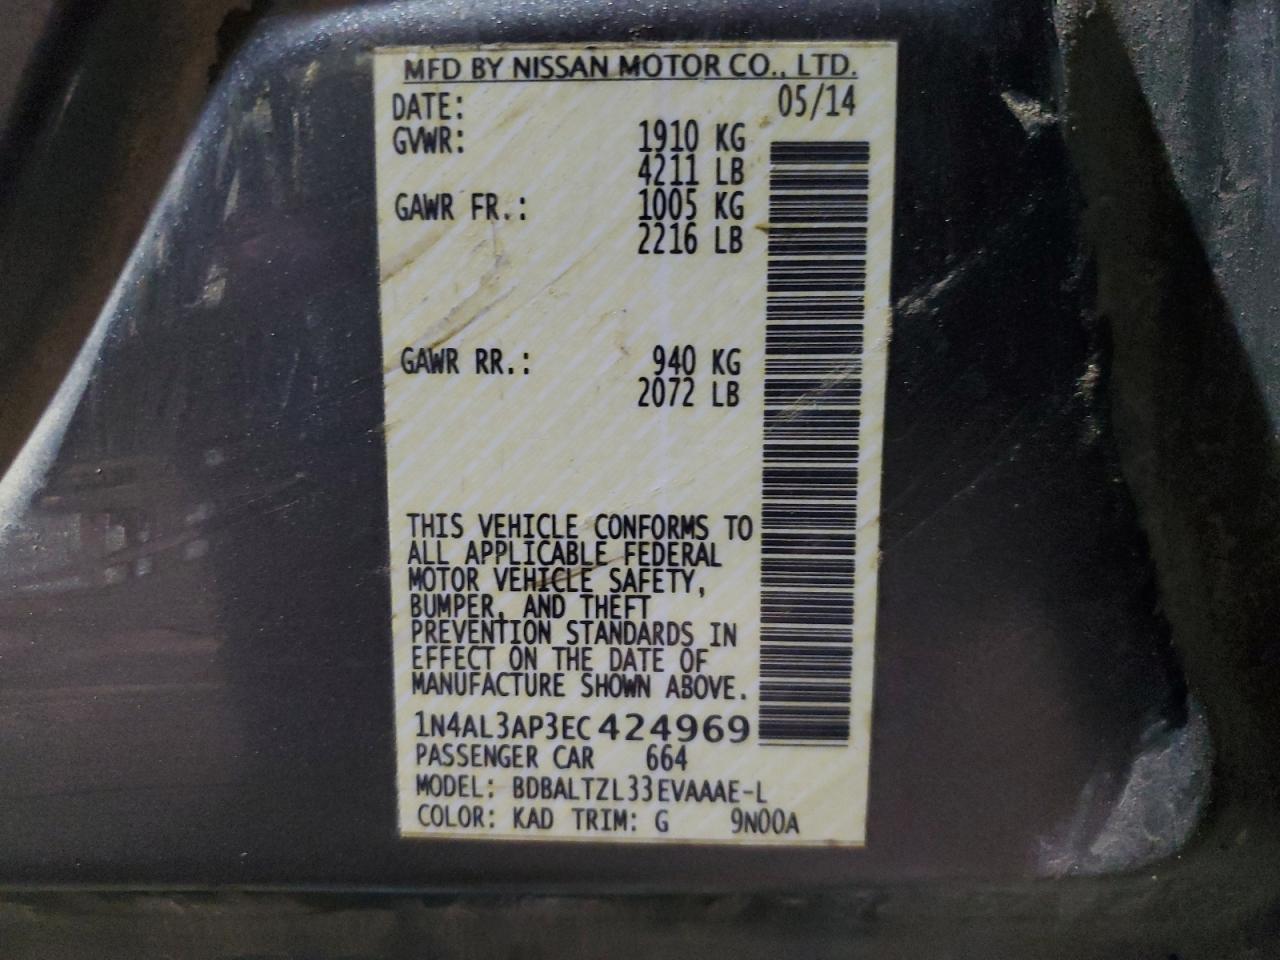 MFD BY NISSAN MOTOR CO., LTD.
DATE: 05/14
GVWR: 1910 KG
4211 LB
GAWR FR.: 1005 KG
2216 LB
GAWR RR.: 940 KG
2072 LB
THIS VEHICLE CONFORMS TO
ALL APPLICABLE FEDERAL
MOTOR VEHICLE SAFETY,
BUMPER, AND THEFT
PREVENTION STANDARDS IN
EFFECT ON THE DATE OF
MANUFACTURE SHOWN ABOVE.
1N4AL3AP3EC424969
PASSENGER CAR 664
MODEL: BDBALTZL33EVAAAE-L
COLOR: KAD TRIM: G 9N00A